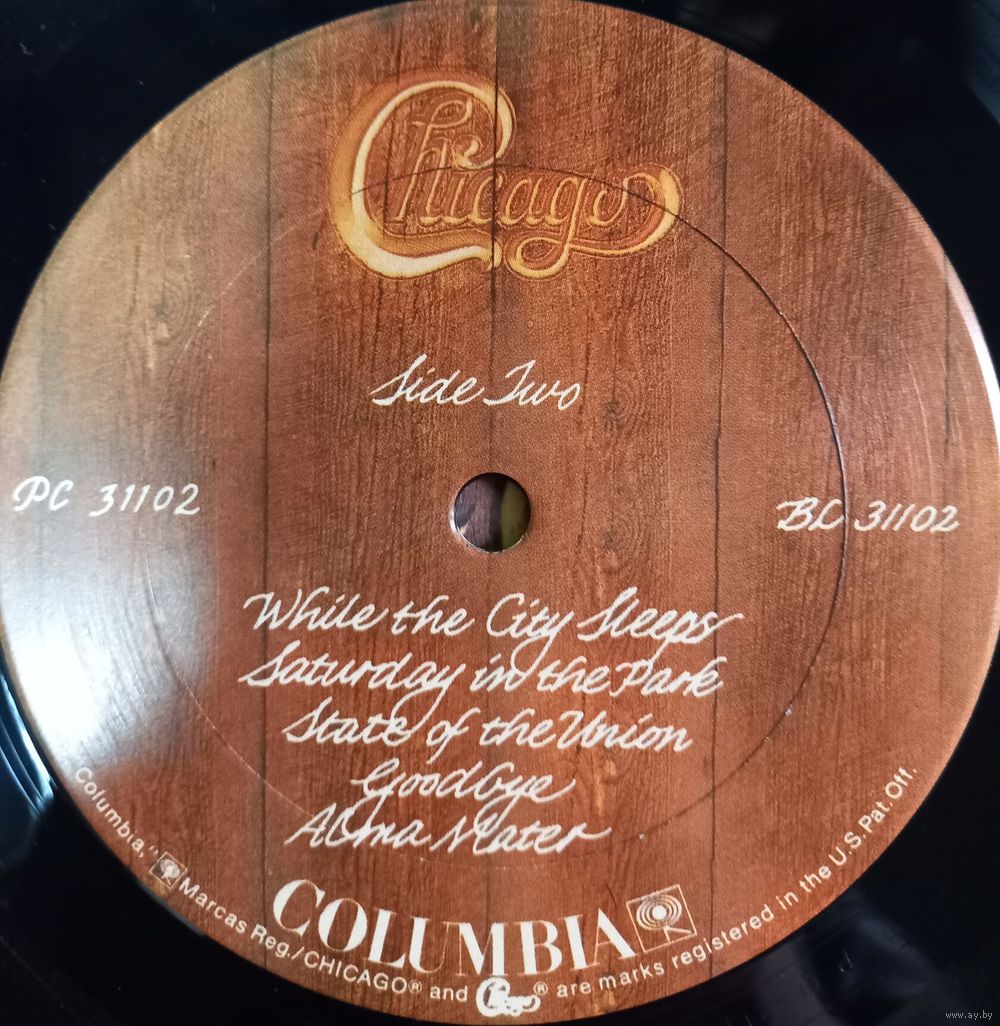 Chicago
Side Two
PC 31102
BL 31102
While the City Sleeps
Saturday in the Park
State of the Union
Goodbye
Alma Mater
COLUMBIA
"Columbia," Marcas Reg./CHICAGO® and Chicago® are marks registered in the U.S. Pat. Off.
www.ay.by